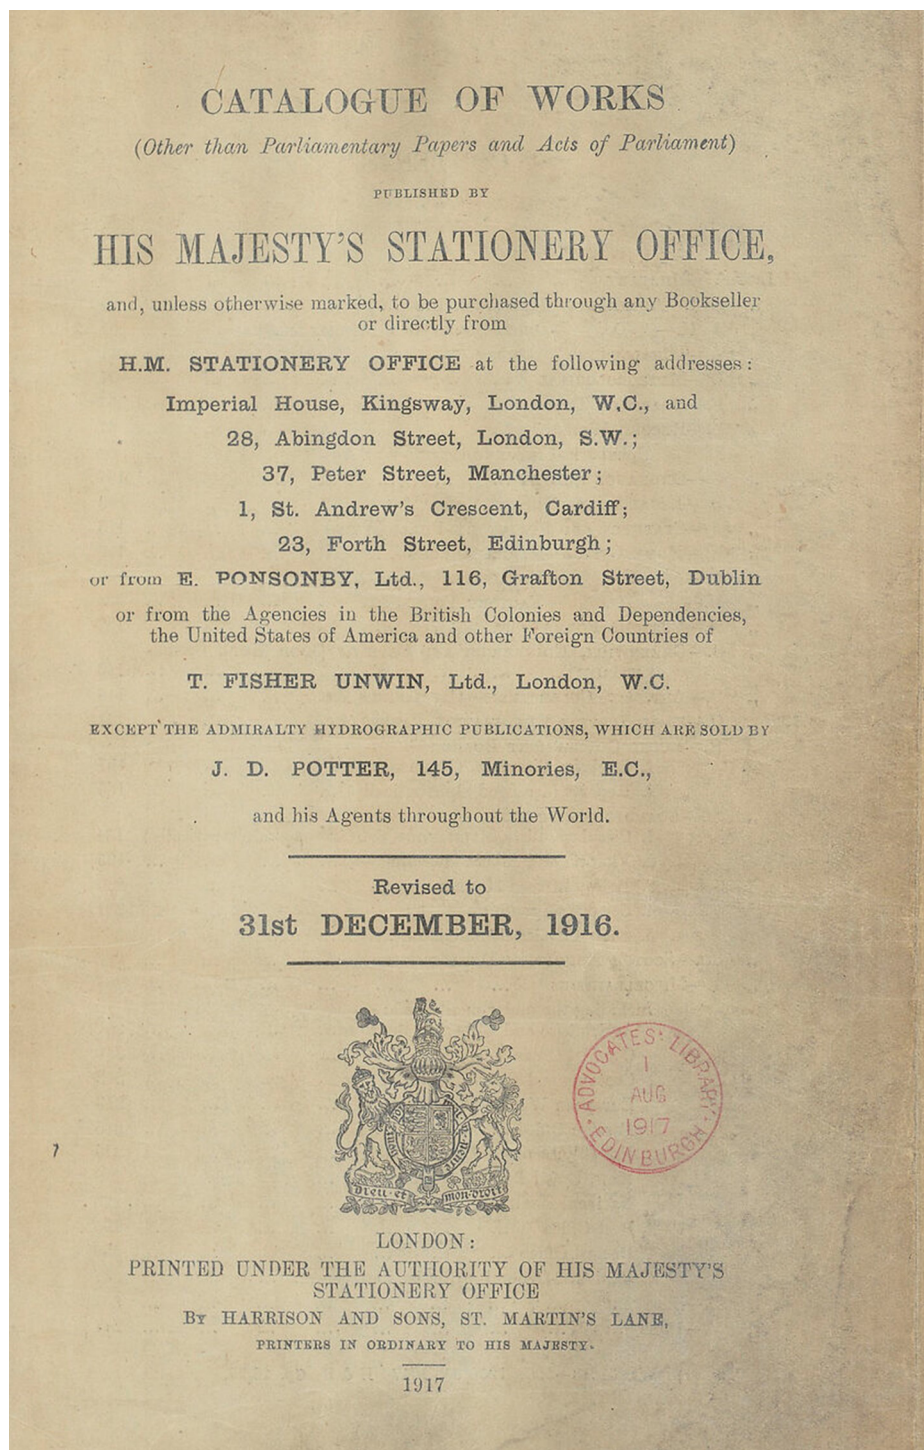 CATALOGUE OF WORKS
(Other than Parliamentary Papers and Acts of Parliament)
PUBLISHED BY
HIS MAJESTY'S STATIONERY OFFICE,
and, unless otherwise marked, to be purchased through any Bookseller
or directly from
H.M. STATIONERY OFFICE at the following addresses:
Imperial House, Kingsway, London, W.C., and
28, Abingdon Street, London, S.W.;
37, Peter Street, Manchester;
1, St. Andrew's Crescent, Cardiff;
23, Forth Street, Edinburgh;
or from E. PONSONBY, Ltd., 116, Grafton Street, Dublin
or from the Agencies in the British Colonies and Dependencies,
the United States of America and other Foreign Countries of
T. FISHER UNWIN, Ltd., London, W.C.
EXCEPT THE ADMIRALTY HYDROGRAPHIC PUBLICATIONS, WHICH ARE SOLD BY
J. D. POTTER, 145, Minories, E.C.,
and his Agents throughout the World.
Revised to
31st DECEMBER, 1916.
ADVOCATES' LIBRARY
1
AUG
1917
EDINBURGH
Dieu et mon droit
LONDON:
PRINTED UNDER THE AUTHORITY OF HIS MAJESTY'S
STATIONERY OFFICE
BY HARRISON AND SONS, ST. MARTIN'S LANE,
PRINTERS IN ORDINARY TO HIS MAJESTY.
1917